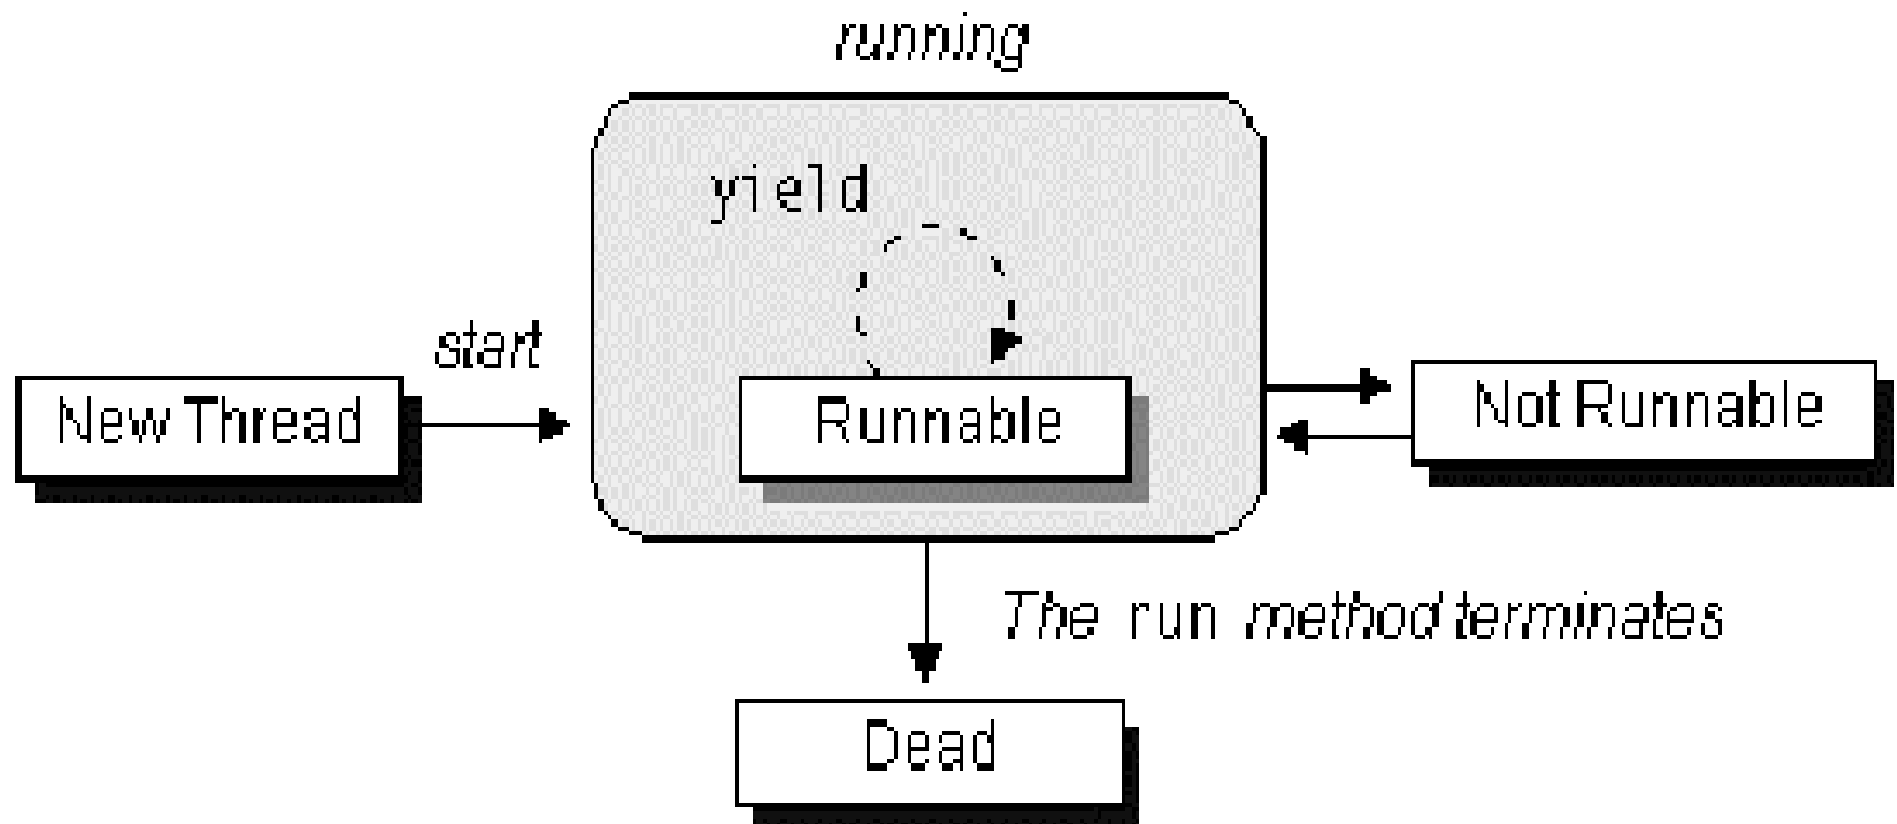 running
yield
start
New Thread
Runnable
Not Runnable
The run method terminates
Dead